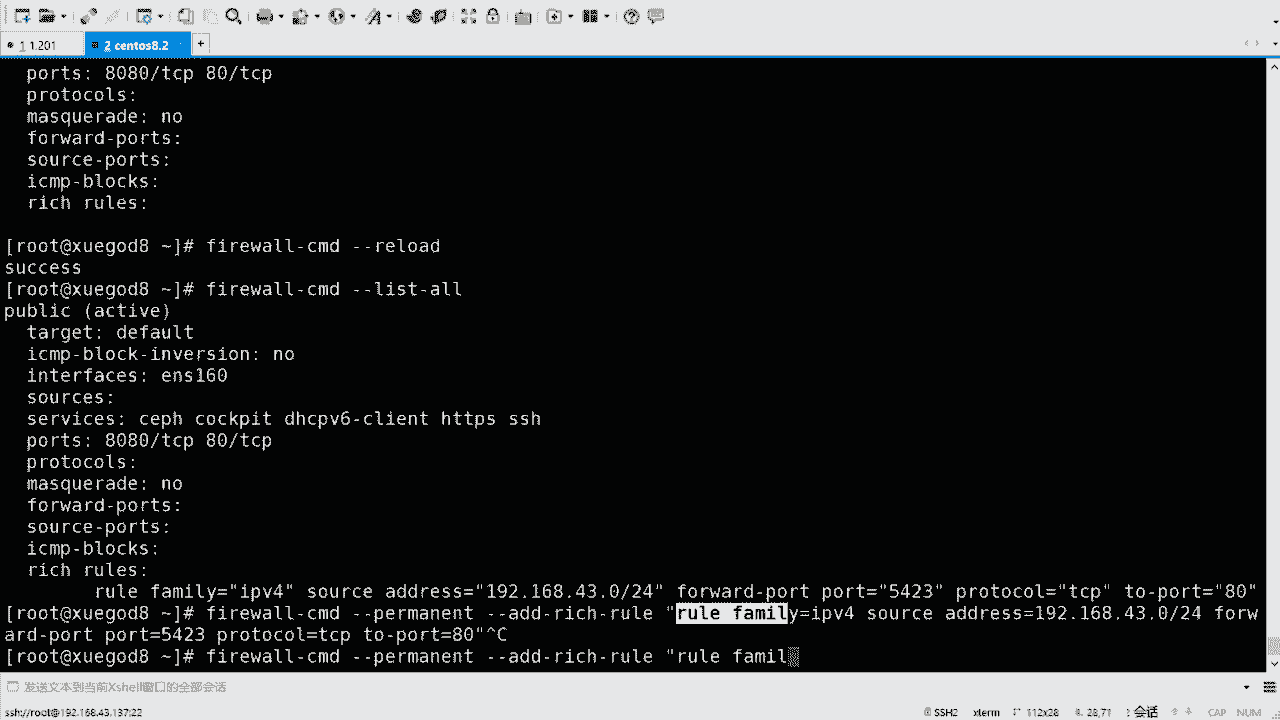 1 1.201
2 centos8.2
+
ports: 8080/tcp 80/tcp
protocols:
masquerade: no
forward-ports:
source-ports:
icmp-blocks:
rich rules:
[root@xuegod8 ~]# firewall-cmd --reload
success
[root@xuegod8 ~]# firewall-cmd --list-all
public (active)
target: default
icmp-block-inversion: no
interfaces: ens160
sources:
services: ceph cockpit dhcpv6-client https ssh
ports: 8080/tcp 80/tcp
protocols:
masquerade: no
forward-ports:
source-ports:
icmp-blocks:
rich rules:
rule family="ipv4" source address="192.168.43.0/24" forward-port port="5423" protocol="tcp" to-port="80"
[root@xuegod8 ~]# firewall-cmd --permanent --add-rich-rule "rule family=ipv4 source address=192.168.43.0/24 forw
ard-port port=5423 protocol=tcp to-port=80"^C
[root@xuegod8 ~]# firewall-cmd --permanent --add-rich-rule "rule famil
发送文本到当前Xshell窗口的全部会话
ssh://root@192.168.43.137:22
SSH2
xterm
28,71
会话
CAP
NUM